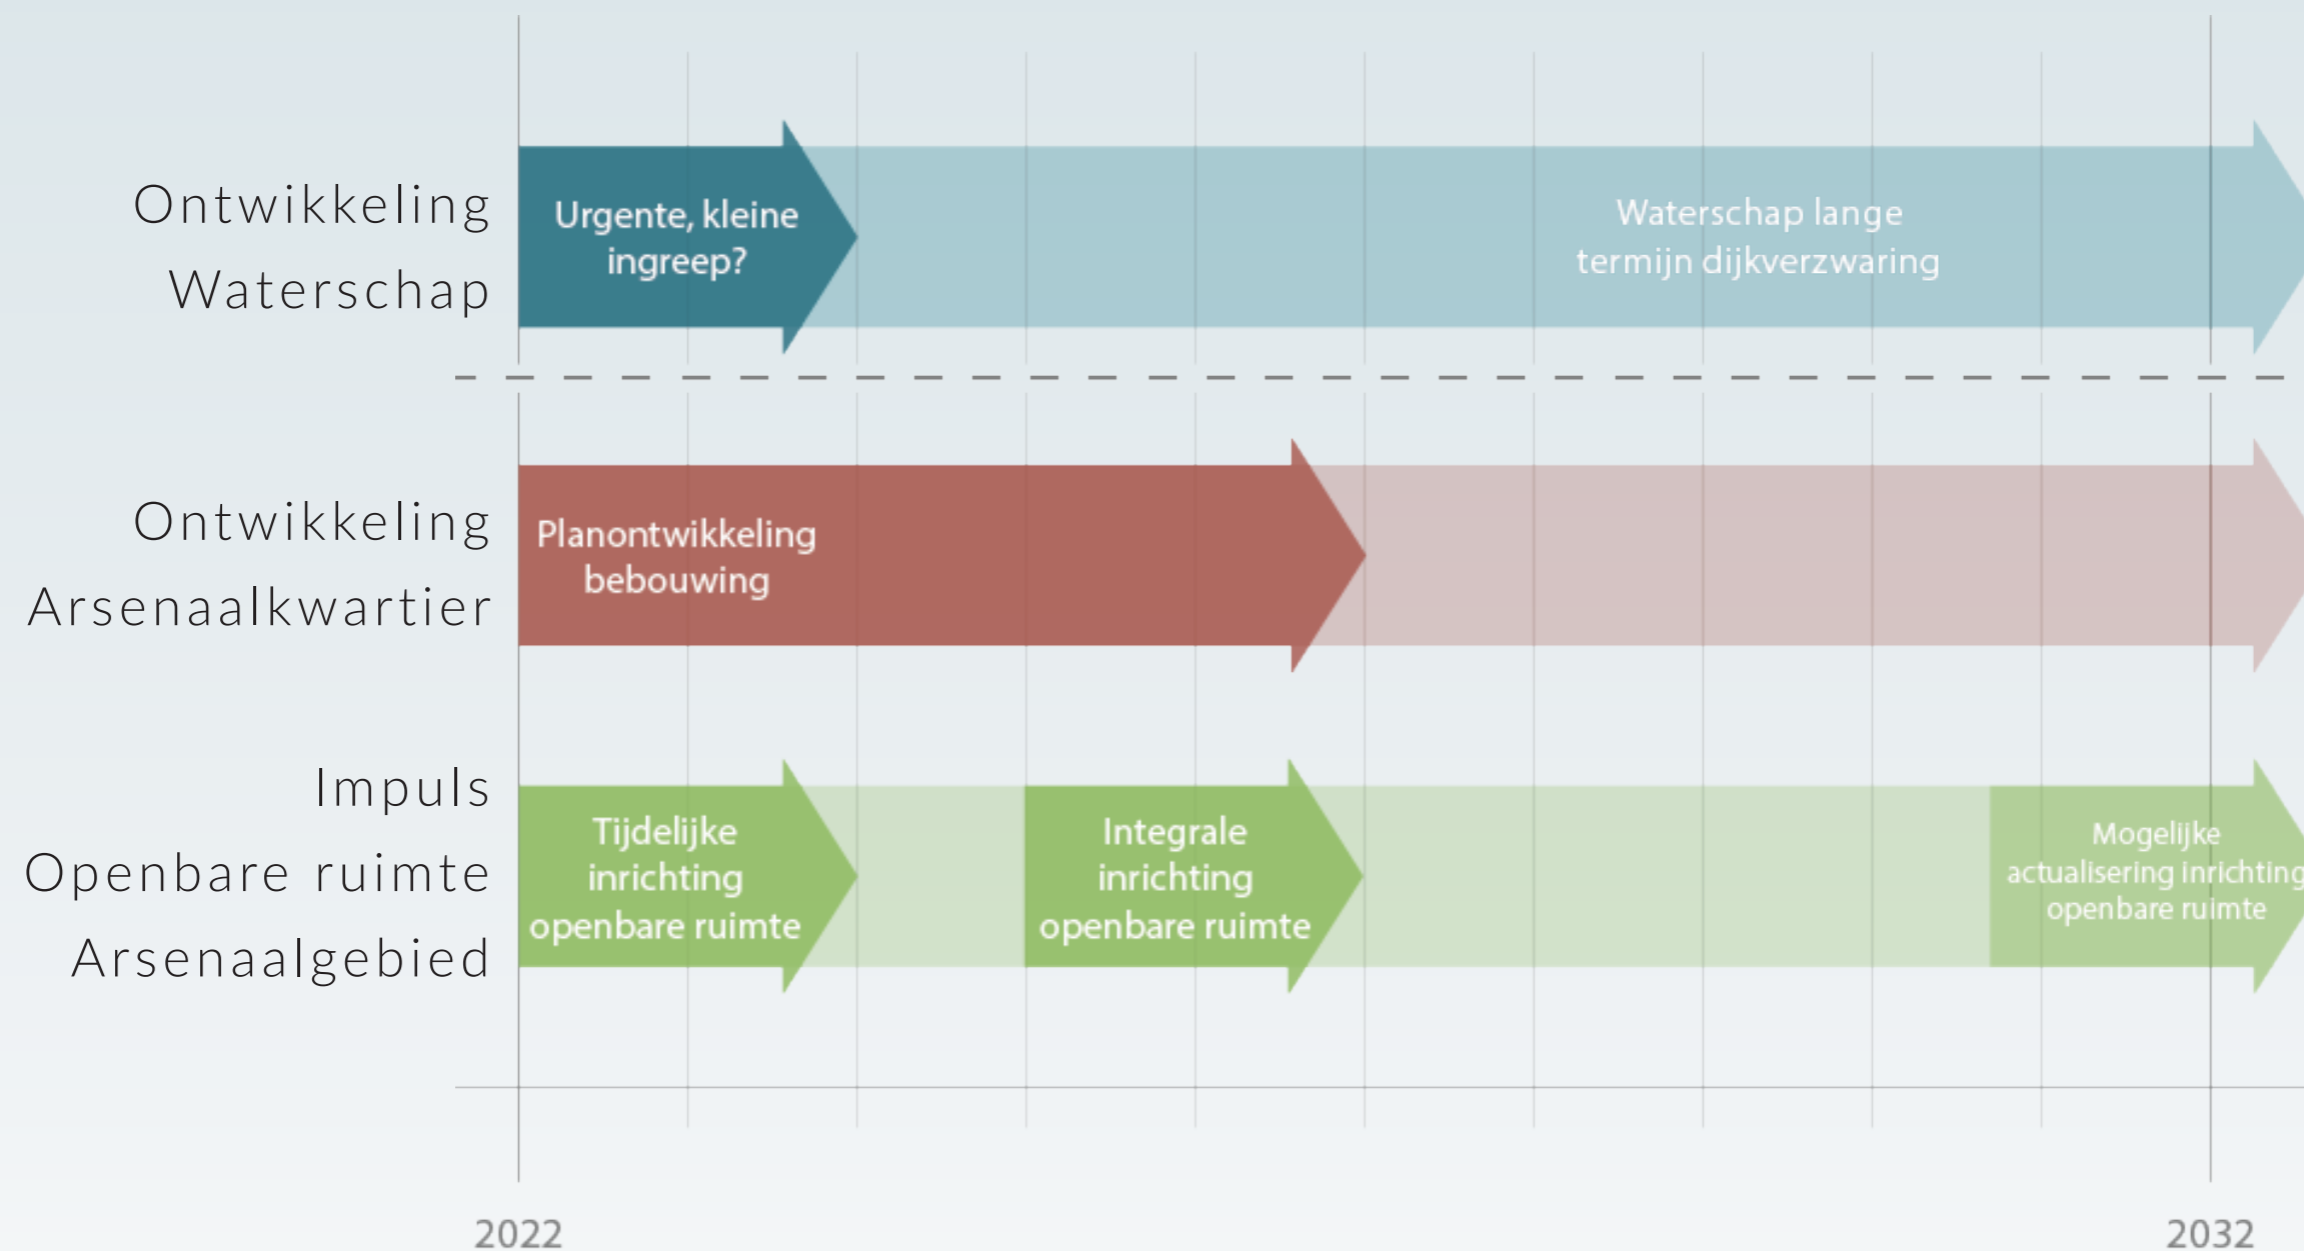 Ontwikkeling
Waterschap
Urgente, kleine
ingreep?
Waterschap lange
termijn dijkverzwaring
Ontwikkeling
Arsenaalkwartier
Planontwikkeling
bebouwing
Impuls
Openbare ruimte
Arsenaalgebied
Tijdelijke
inrichting
openbare ruimte
Integrale
inrichting
openbare ruimte
Mogelijke
actualisering inrichting
openbare ruimte
2022
2032